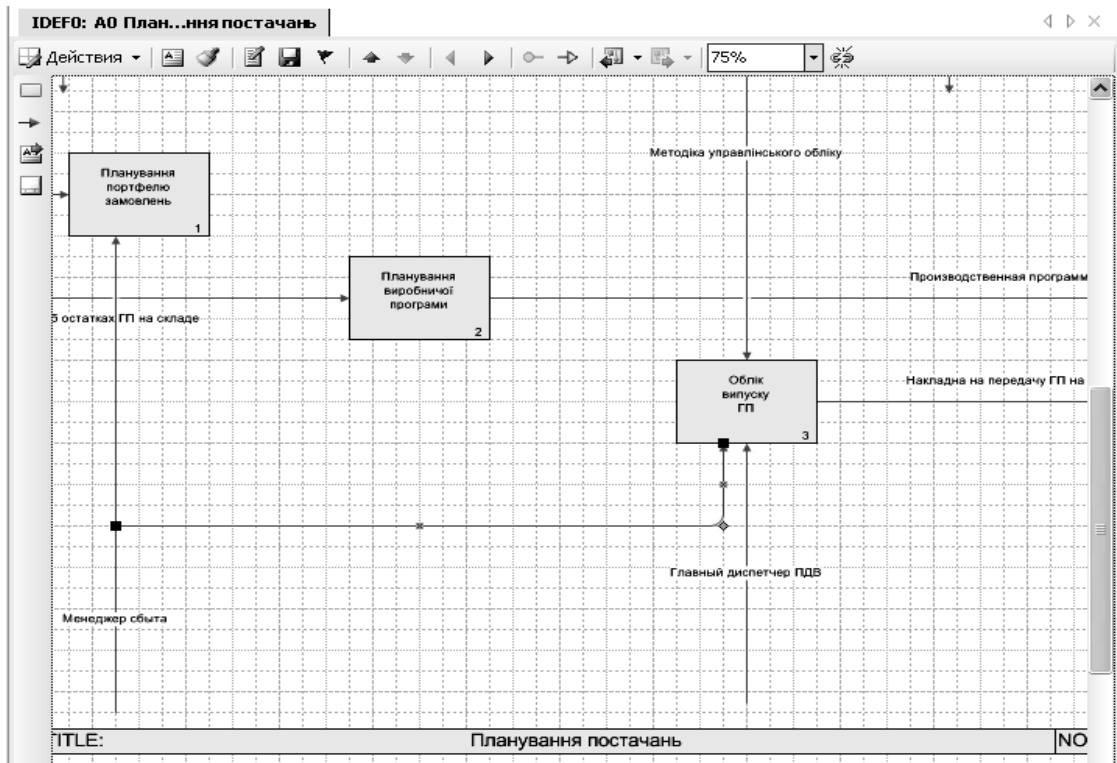 IDEF0: A0 План...ння постачань
Действия
75%
Методіка управлінського обліку
Планування
портфелю
замовлень
1
Планування
виробничої
програми
2
Производственная программ
остатках ГП на складе
Облік
випуску
ГП
3
Накладна на передачу ГП на
Главный диспетчер ПДВ
Менеджер сбыта
TITLE:
Планування постачань
NO